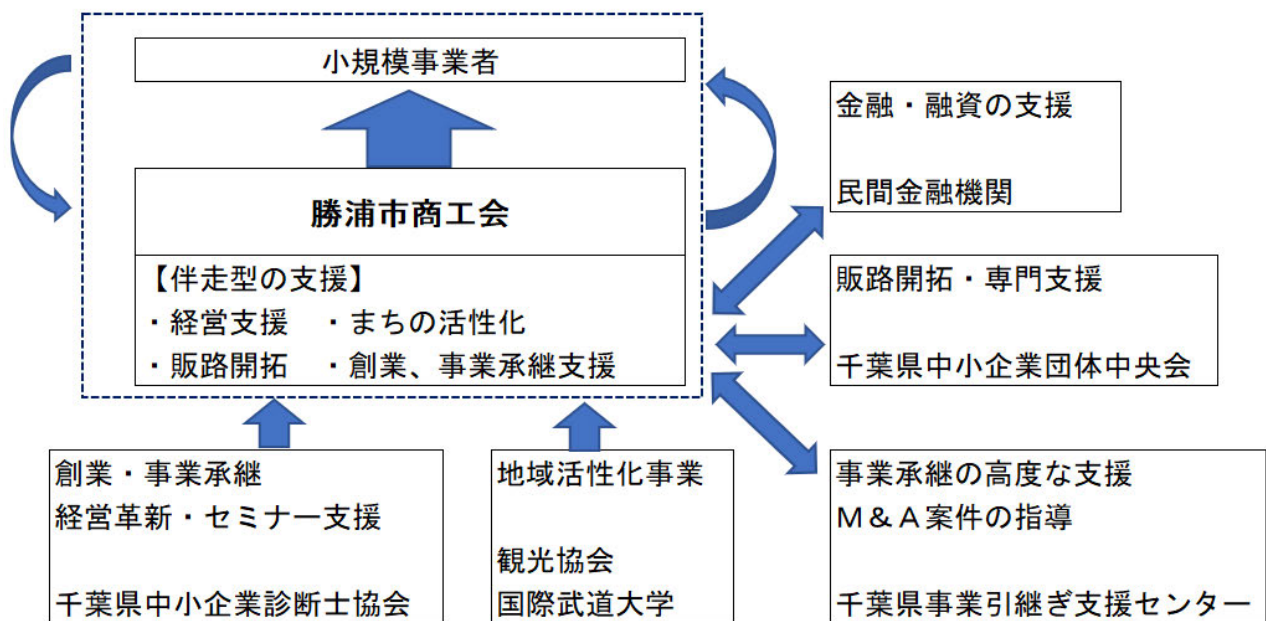 小規模事業者
勝浦市商工会
【伴走型の支援】
・経営支援　・まちの活性化
・販路開拓　・創業、事業承継支援
金融・融資の支援
民間金融機関
販路開拓・専門支援
千葉県中小企業団体中央会
創業・事業承継
経営革新・セミナー支援
千葉県中小企業診断士協会
地域活性化事業
観光協会
国際武道大学
事業承継の高度な支援
Ｍ＆Ａ案件の指導
千葉県事業引継ぎ支援センター